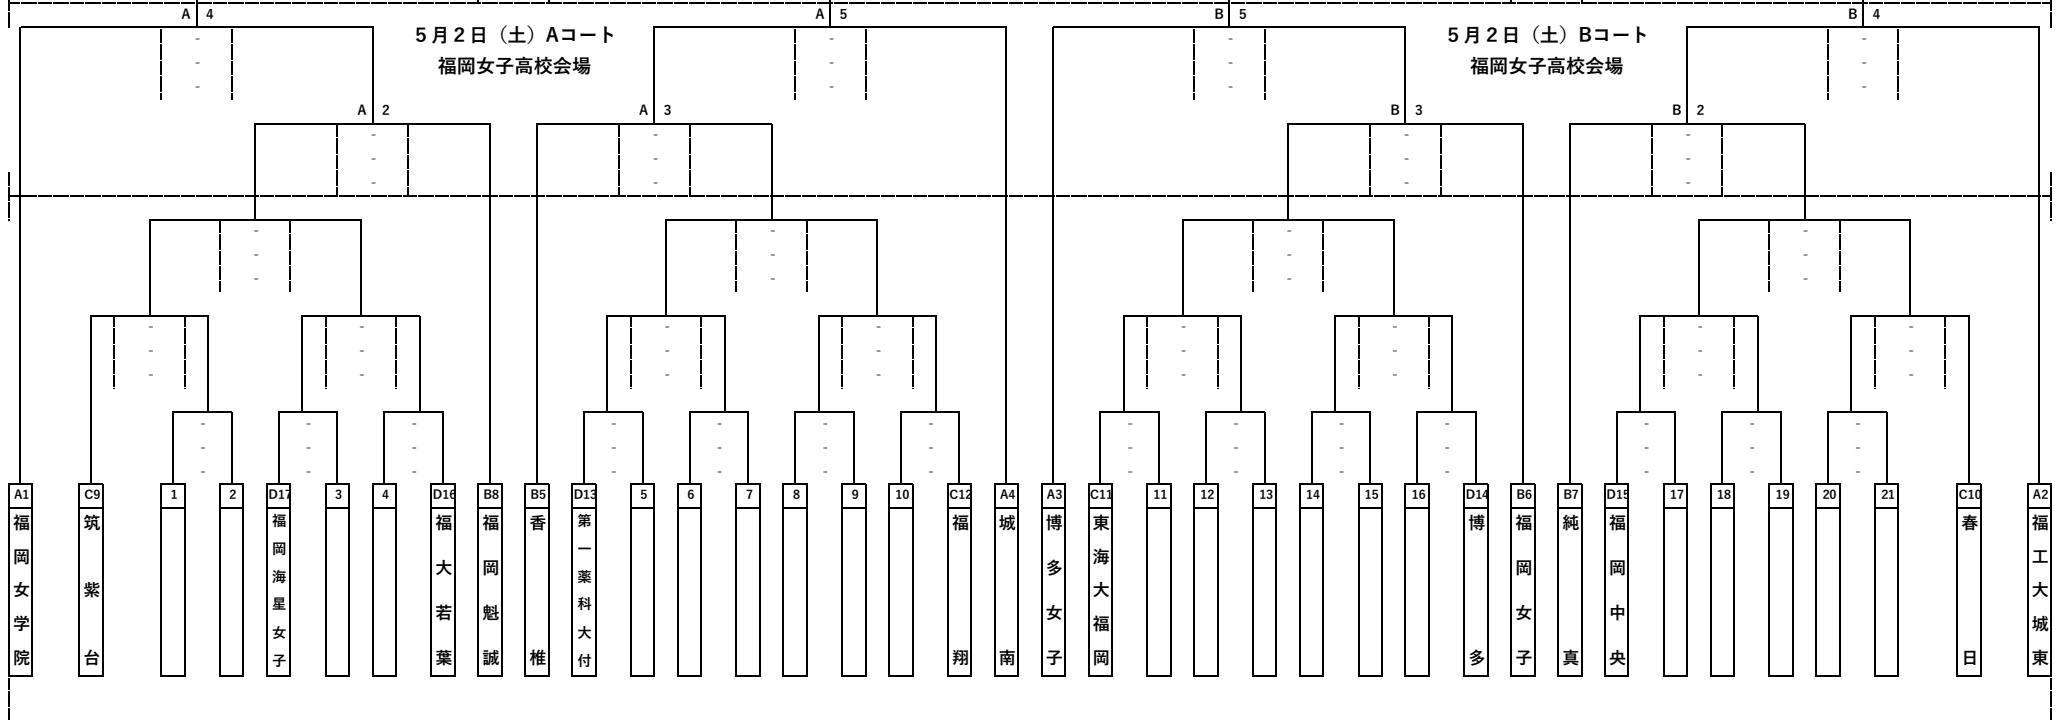 A 4
A 5
B 5
B 4
5月2日（土）Aコート
福岡女子高校会場
5月2日（土）Bコート
福岡女子高校会場
A 2
A 3
B 3
B 2
A1 福岡女学院
C9 筑紫台
1
2
D17 福岡海星女子
3
4
D16 福大若葉
B8 福岡魁誠
B5 香椎
D13 第一薬科大付
5
6
7
8
9
10
C12 福翔
A4 城南
A3 博多女子
C11 東海大福岡
11
12
13
14
15
16
D14 博多
B6 福岡女子
B7 純真
D15 福岡中央
17
18
19
20
21
C10 春日
A2 福工大城東